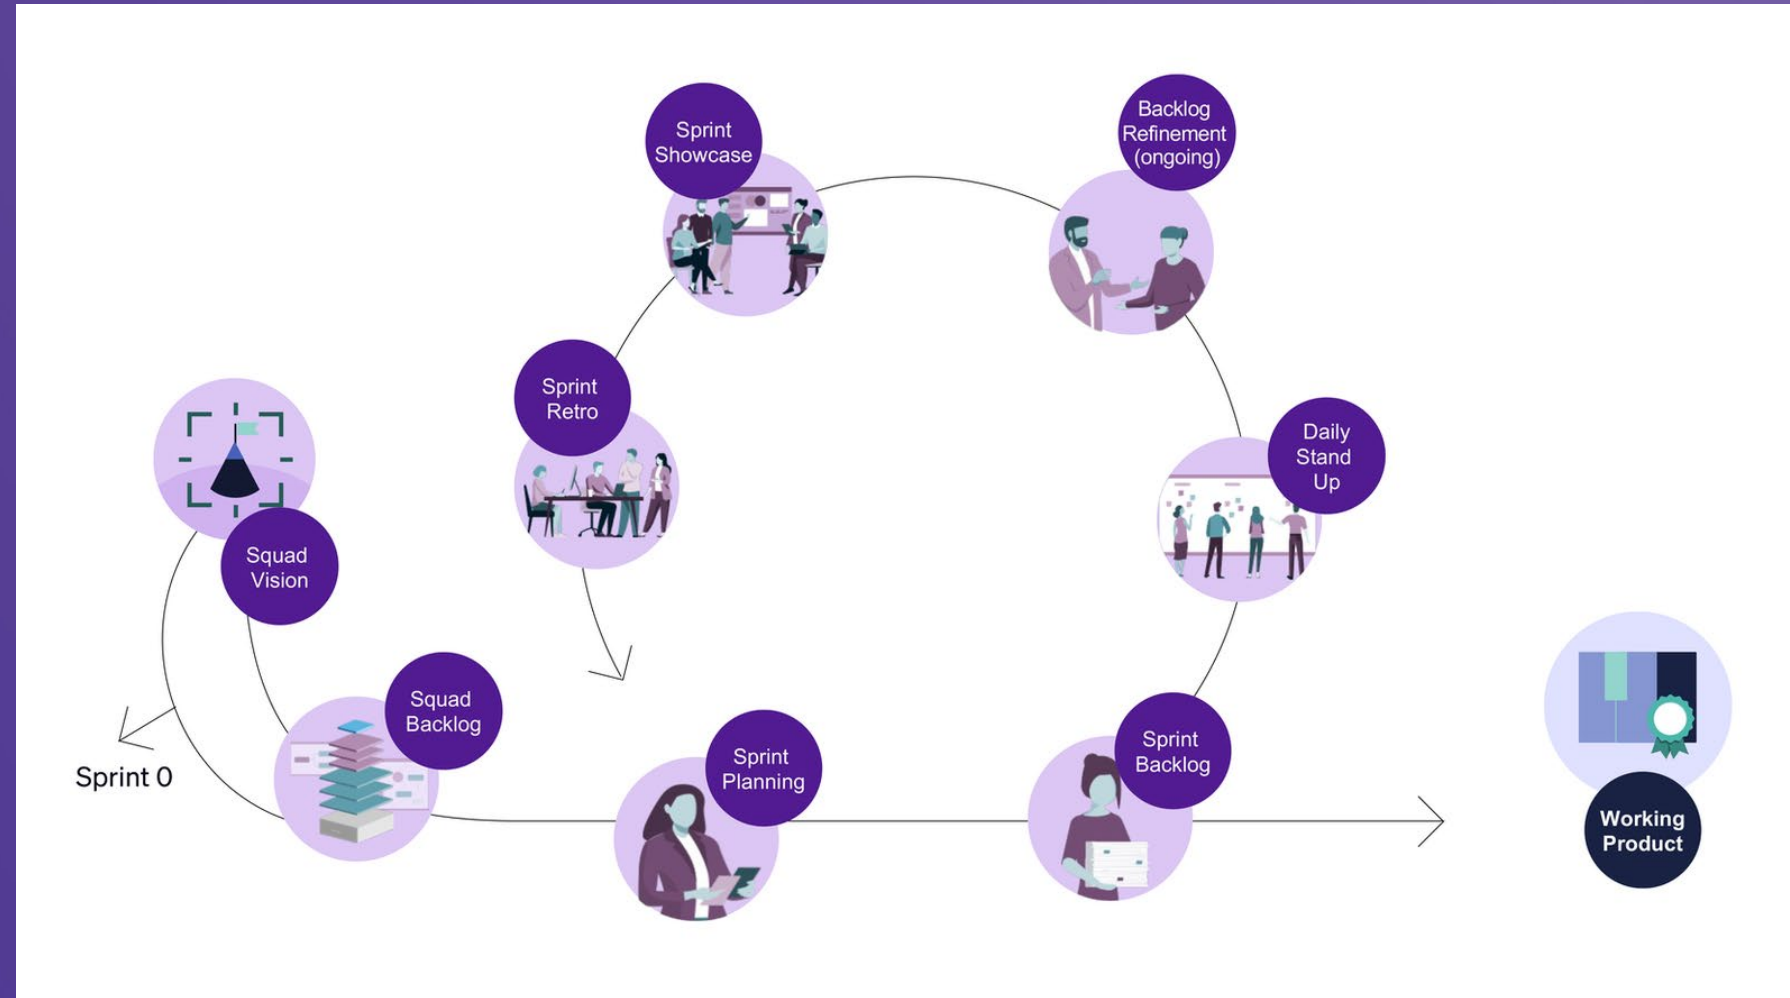 Sprint
Showcase
Backlog
Refinement
(ongoing)
Sprint
Retro
Daily
Stand
Up
Squad
Vision
Squad
Backlog
Sprint 0
Sprint
Planning
Sprint
Backlog
Working
Product